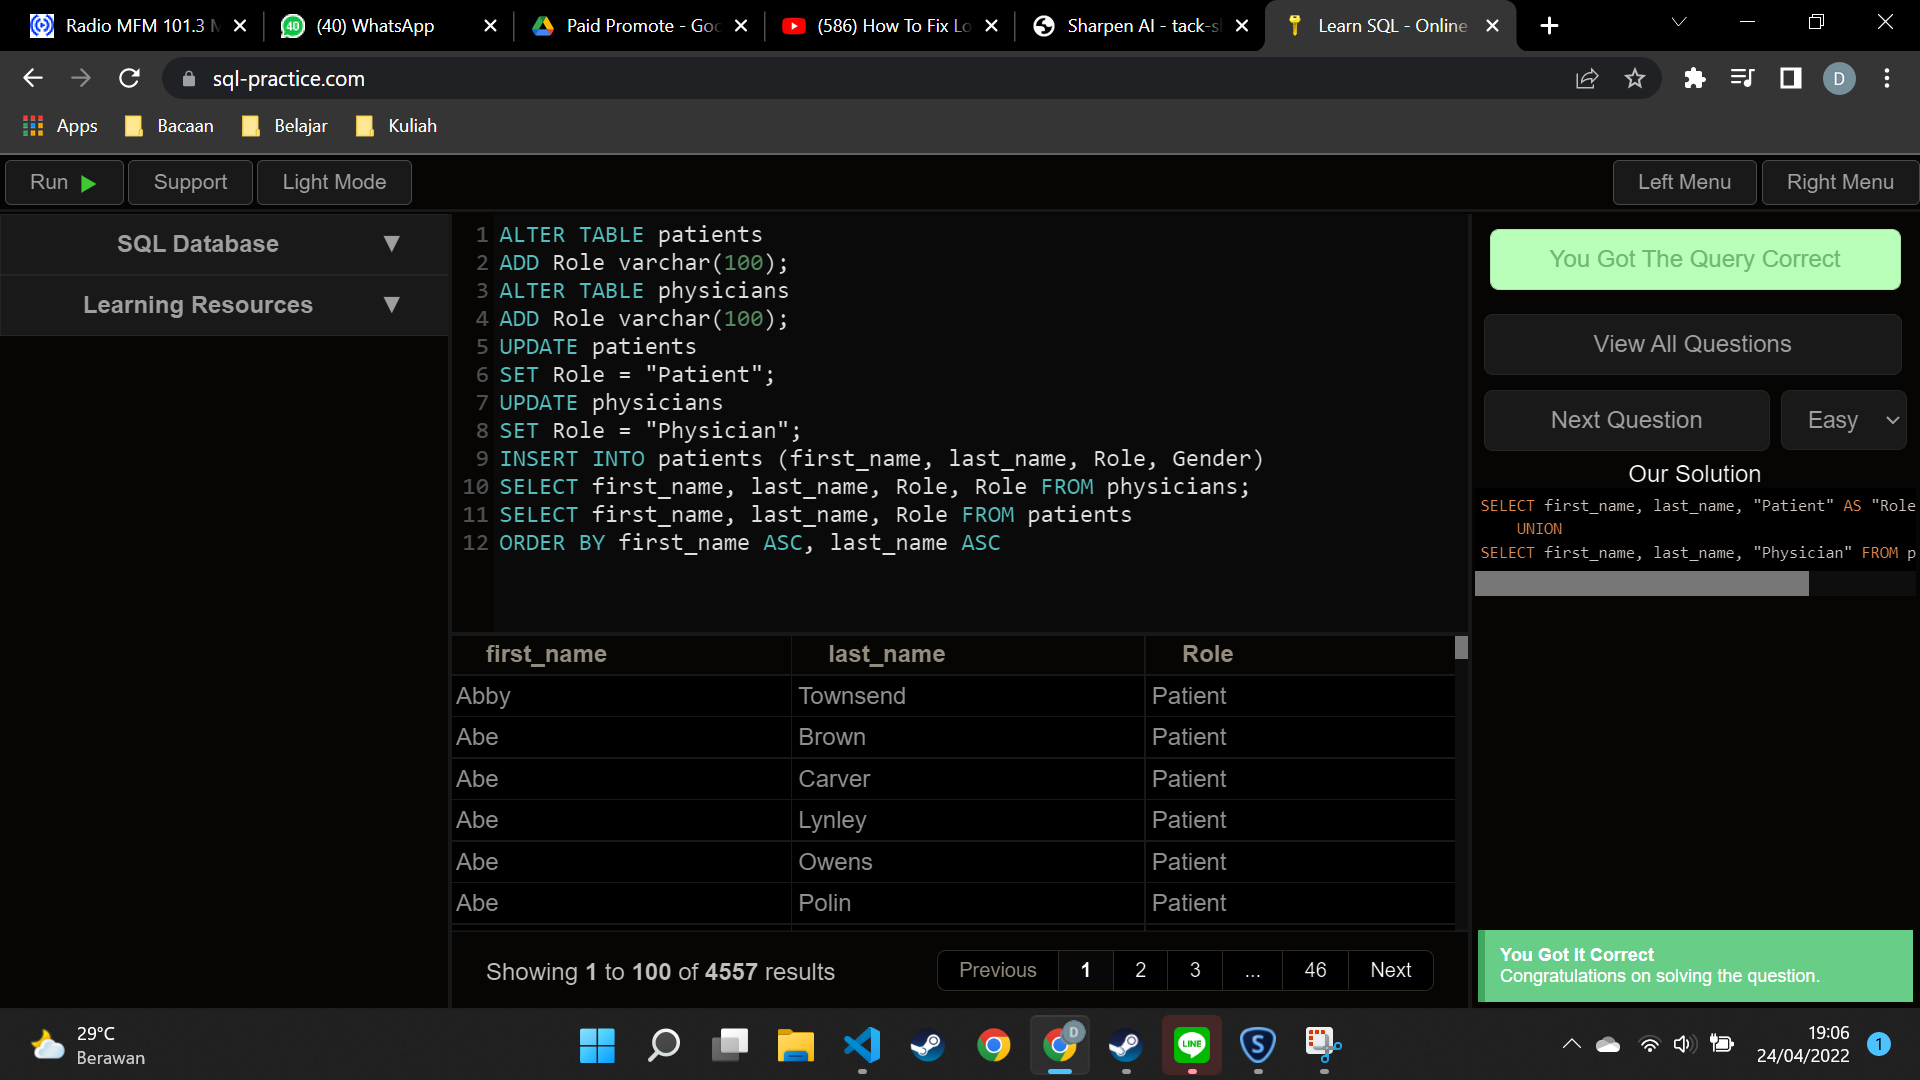 Radio MFM 101.3 M
(40) WhatsApp
Paid Promote - Goo
(586) How To Fix Lo
Sharpen AI - tack-sh
Learn SQL - Online
sql-practice.com
D
Apps
Bacaan
Belajar
Kuliah
Run
Support
Light Mode
Left Menu
Right Menu
SQL Database
Learning Resources
1 ALTER TABLE patients
2 ADD Role varchar(100);
3 ALTER TABLE physicians
4 ADD Role varchar(100);
5 UPDATE patients
6 SET Role = "Patient";
7 UPDATE physicians
8 SET Role = "Physician";
9 INSERT INTO patients (first_name, last_name, Role, Gender)
10 SELECT first_name, last_name, Role, Role FROM physicians;
11 SELECT first_name, last_name, Role FROM patients
12 ORDER BY first_name ASC, last_name ASC
You Got The Query Correct
View All Questions
Next Question
Easy
Our Solution
SELECT first_name, last_name, "Patient" AS "Role
UNION
SELECT first_name, last_name, "Physician" FROM p
first_name last_name Role
Abby Townsend Patient
Abe Brown Patient
Abe Carver Patient
Abe Lynley Patient
Abe Owens Patient
Abe Polin Patient
Showing 1 to 100 of 4557 results
Previous 1 2 3 ... 46 Next
You Got It Correct
Congratulations on solving the question.
29°C
Berawan
D
LINE
S
19:06
24/04/2022
1